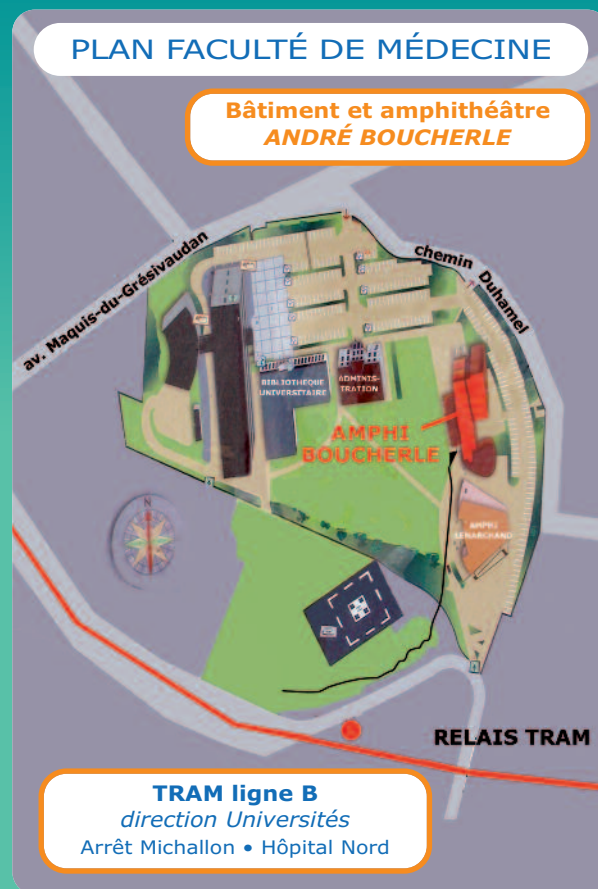 PLAN FACULTÉ DE MÉDECINE
Bâtiment et amphithéâtre
ANDRÉ BOUCHERLE
av. Maquis-du-Grésivaudan
chemin Duhamel
BIBLIOTHÈQUE
UNIVERSITAIRE
ADMINIS-
TRATION
AMPHI
BOUCHERLE
AMPHI
LEMARCHAND
N
RELAIS TRAM
TRAM ligne B
direction Universités
Arrêt Michallon • Hôpital Nord